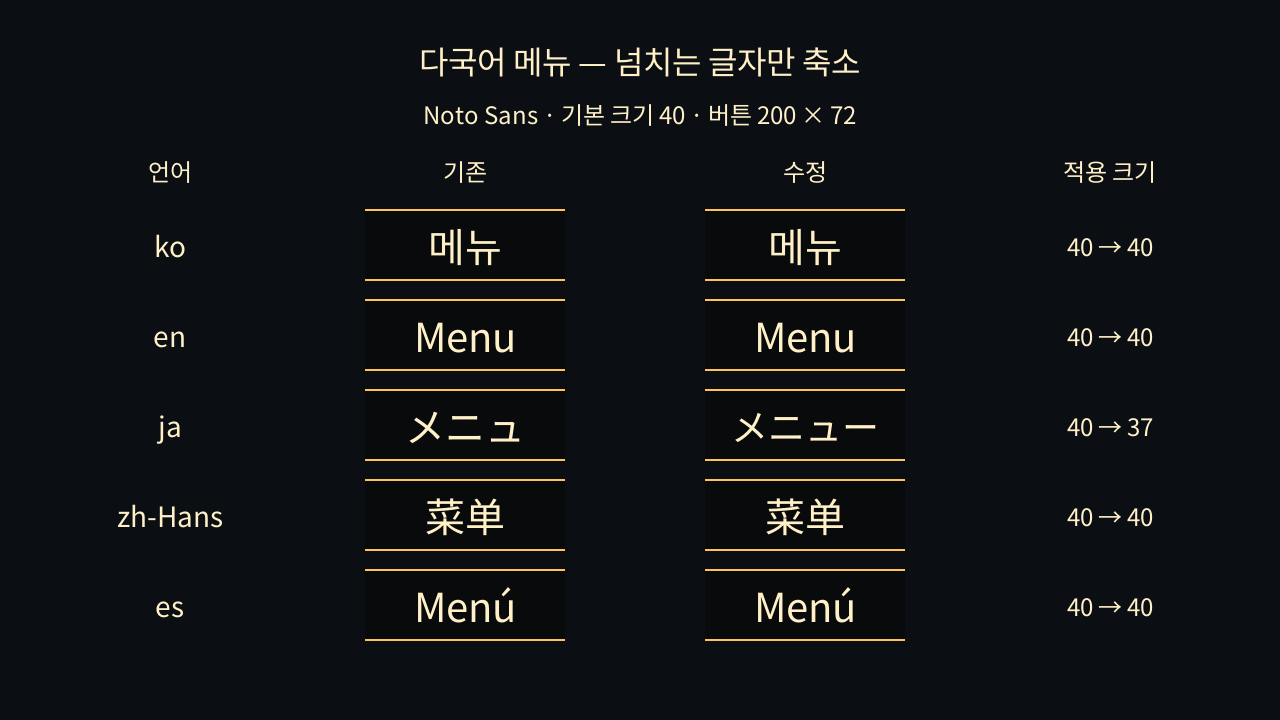 다국어 메뉴 — 넘치는 글자만 축소
Noto Sans · 기본 크기 40 · 버튼 200 × 72
언어 기존 수정 적용 크기
ko 메뉴 메뉴 40 → 40
en Menu Menu 40 → 40
ja メニュ メニュー 40 → 37
zh-Hans 菜单 菜单 40 → 40
es Menú Menú 40 → 40